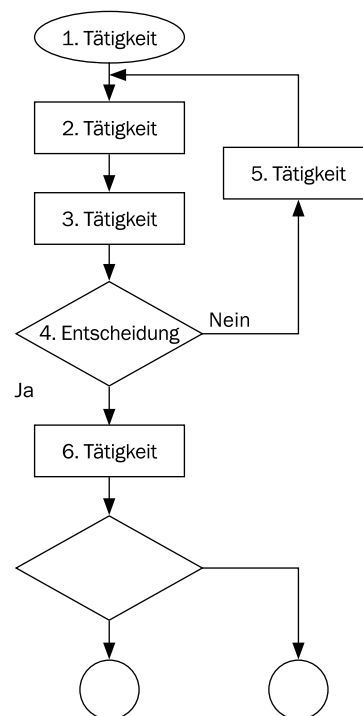 1. Tätigkeit
2. Tätigkeit
3. Tätigkeit
5. Tätigkeit
4. Entscheidung
Nein
Ja
6. Tätigkeit